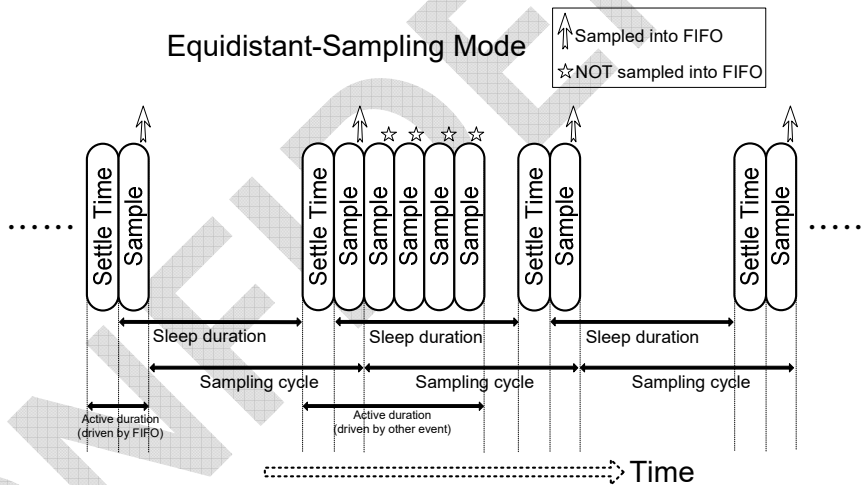 Equidistant-Sampling Mode
Sampled into FIFO
NOT sampled into FIFO
Settle Time
Sample
Settle Time
Sample
Sample
Sample
Sample
Sample
Settle Time
Sample
Settle Time
Sample
Sleep duration
Sleep duration
Sleep duration
Sampling cycle
Sampling cycle
Sampling cycle
Active duration
(driven by FIFO)
Active duration
(driven by other event)
Time